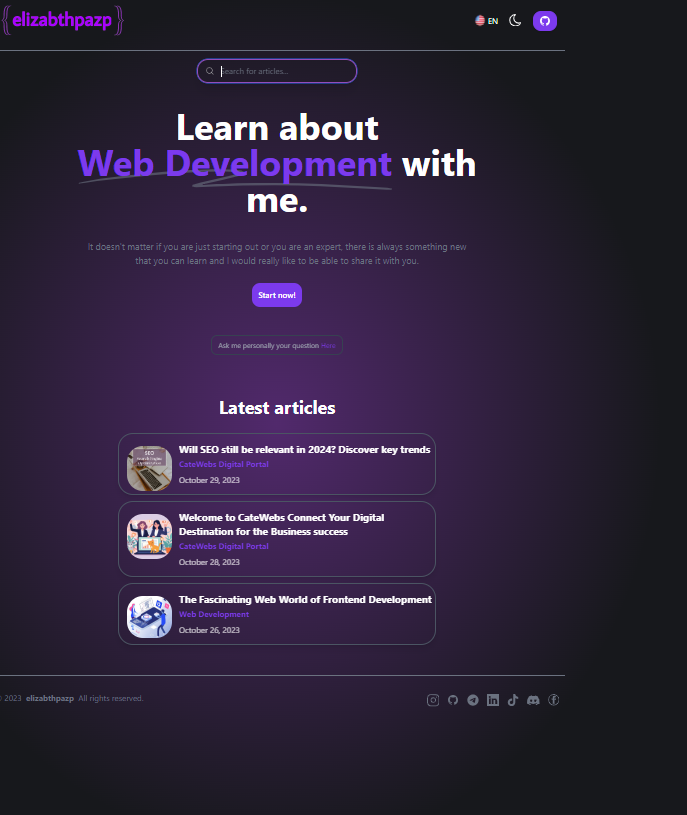 {elizabthpazp}
EN
Search for articles...
Learn about
Web Development with
me.
It doesn't matter if you are just starting out or you are an expert, there is always something new
that you can learn and I would really like to be able to share it with you.
Start now!
Ask me personally your question Here
Latest articles
SEO
Will SEO still be relevant in 2024? Discover key trends
CateWebs Digital Portal
October 29, 2023
Welcome to CateWebs Connect Your Digital
Destination for the Business success
CateWebs Digital Portal
October 28, 2023
The Fascinating Web World of Frontend Development
Web Development
October 26, 2023
2023 elizabthpazp All rights reserved.